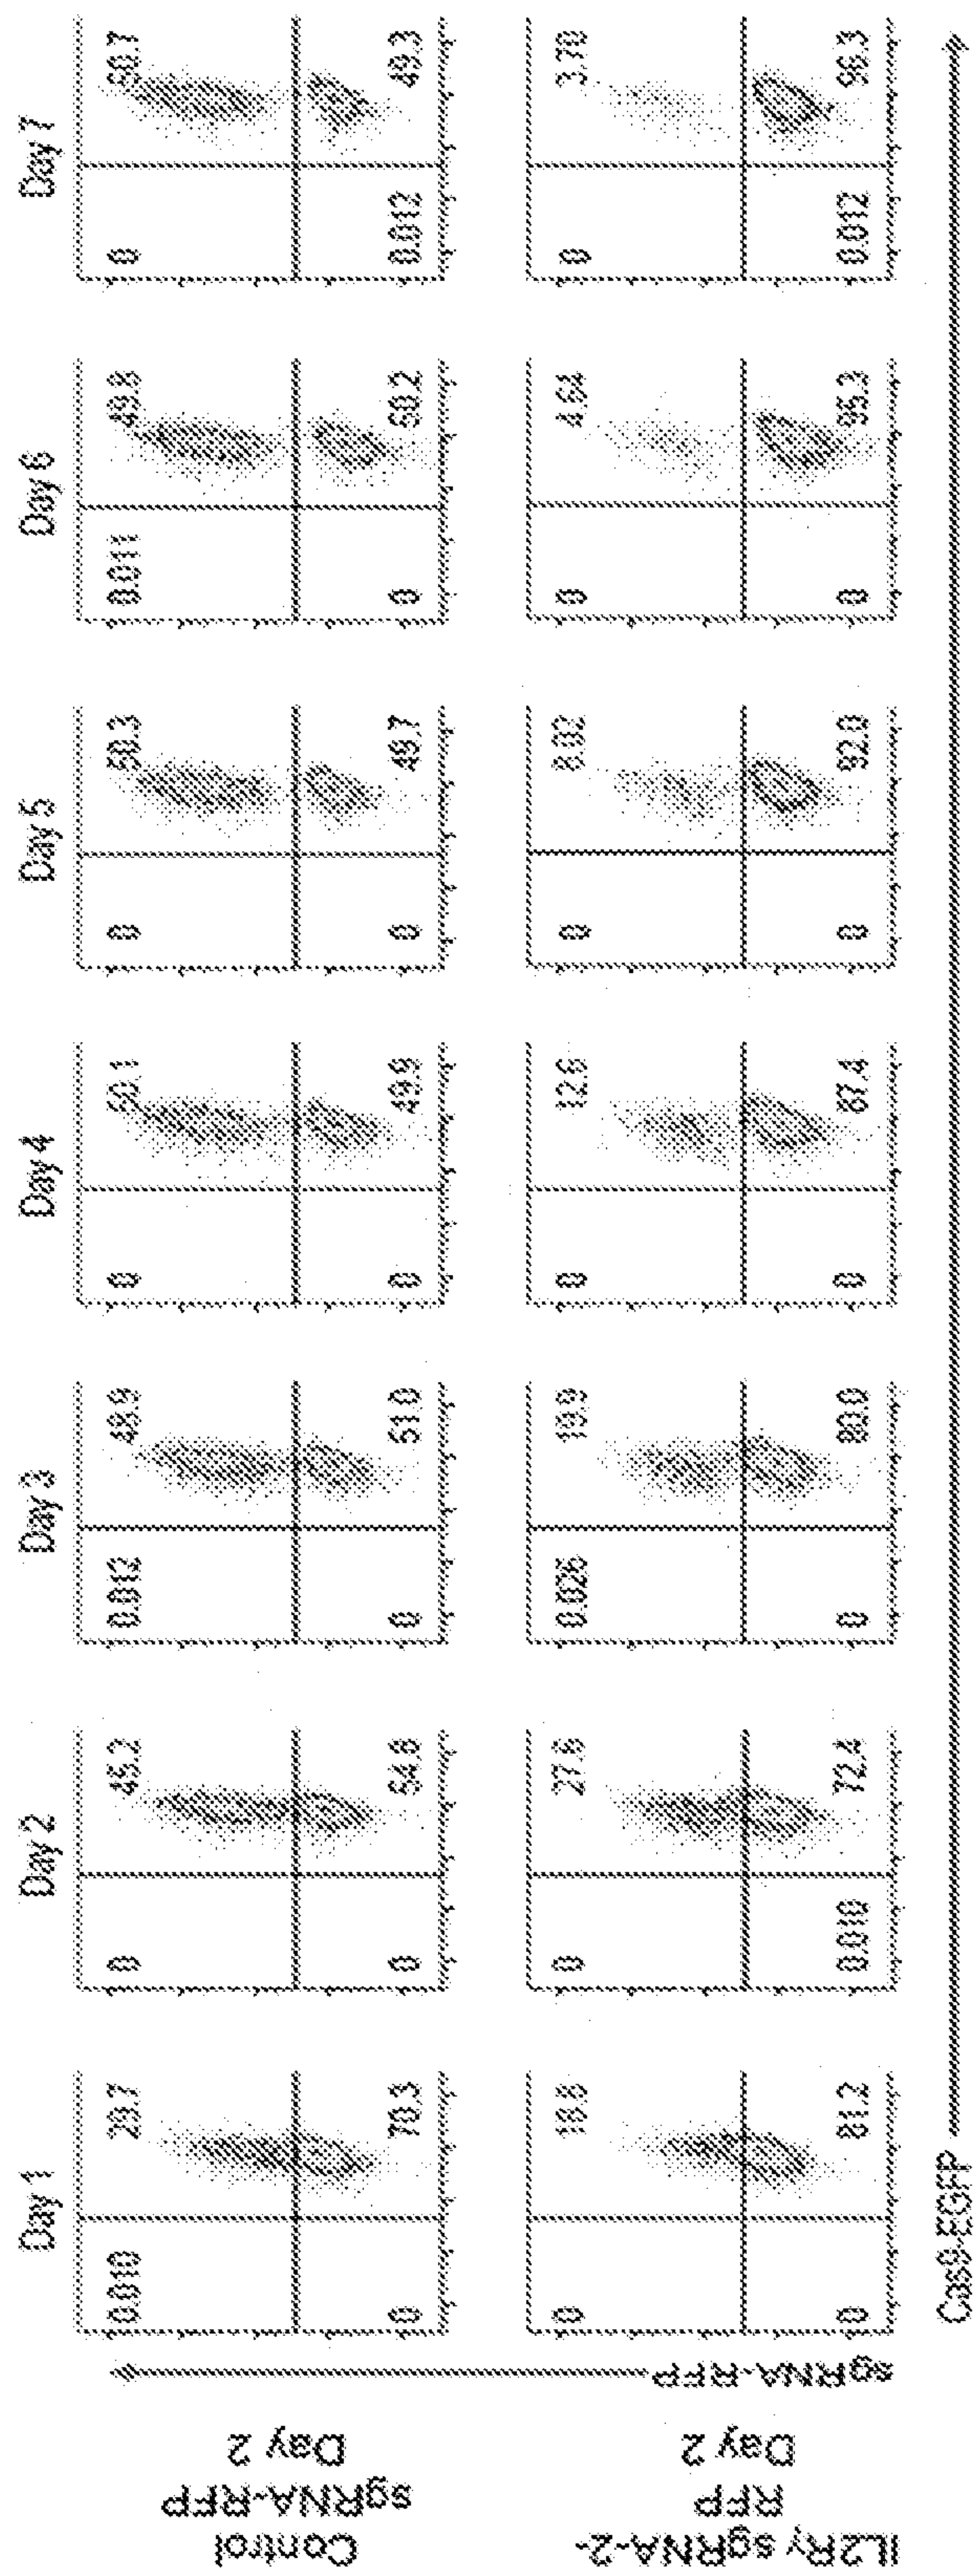 Day 1 Day 2 Day 3 Day 4 Day 5 Day 6 Day 7
Control
sgRNA-RFP
Day 2
0.010 29.7 0 45.2 0.012 48.9 0 50.1 0 50.3 0.011 49.8 0 50.7
0 70.3 0 54.8 0 51.0 0 49.9 0 49.7 0 50.2 0.012 49.3
iL2Rγ sgRNA-2-
RFP
Day 2
sgRNA-RFP
0 18.8 0 27.6 0.026 19.9 0 12.6 0 8.02 0 4.64 0 3.70
0 81.2 0.010 72.4 0 80.0 0 87.4 0 92.0 0 95.3 0.012 96.3
Cas9-EGFP